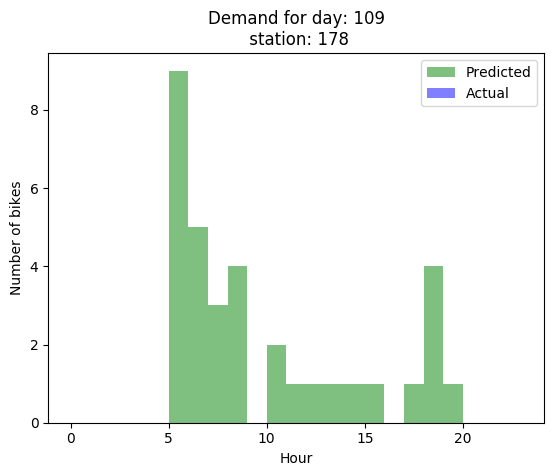 Demand for day: 109
station: 178
Predicted
Actual
Number of bikes
8
6
4
2
0
0
5
10
15
20
Hour